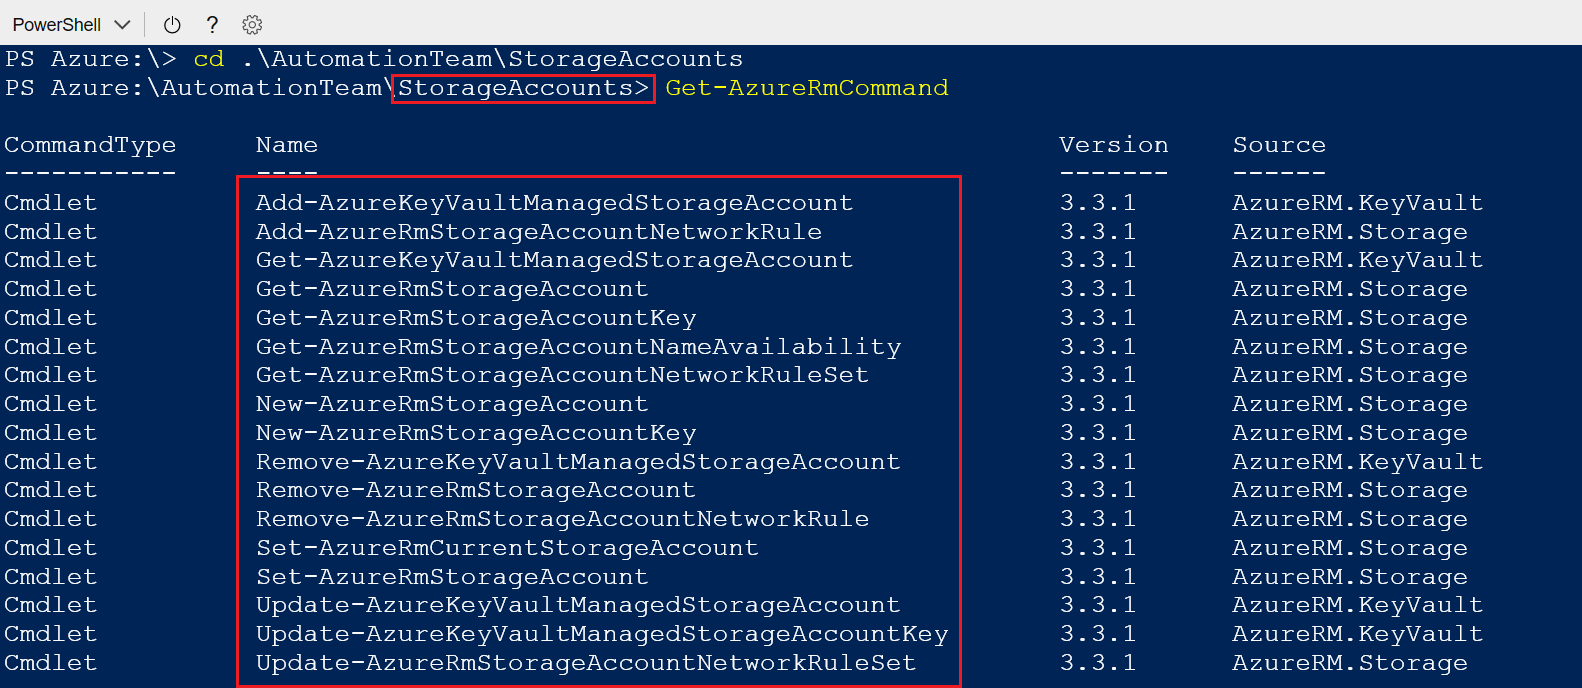 PowerShell ?
PS Azure:\> cd .\AutomationTeam\StorageAccounts
PS Azure:\AutomationTeam\StorageAccounts> Get-AzureRmCommand
CommandType Name Version Source
----------- ---- ------- ------
Cmdlet Add-AzureKeyVaultManagedStorageAccount 3.3.1 AzureRM.KeyVault
Cmdlet Add-AzureRmStorageAccountNetworkRule 3.3.1 AzureRM.Storage
Cmdlet Get-AzureKeyVaultManagedStorageAccount 3.3.1 AzureRM.KeyVault
Cmdlet Get-AzureRmStorageAccount 3.3.1 AzureRM.Storage
Cmdlet Get-AzureRmStorageAccountKey 3.3.1 AzureRM.Storage
Cmdlet Get-AzureRmStorageAccountNameAvailability 3.3.1 AzureRM.Storage
Cmdlet Get-AzureRmStorageAccountNetworkRuleSet 3.3.1 AzureRM.Storage
Cmdlet New-AzureRmStorageAccount 3.3.1 AzureRM.Storage
Cmdlet New-AzureRmStorageAccountKey 3.3.1 AzureRM.Storage
Cmdlet Remove-AzureKeyVaultManagedStorageAccount 3.3.1 AzureRM.KeyVault
Cmdlet Remove-AzureRmStorageAccount 3.3.1 AzureRM.Storage
Cmdlet Remove-AzureRmStorageAccountNetworkRule 3.3.1 AzureRM.Storage
Cmdlet Set-AzureRmCurrentStorageAccount 3.3.1 AzureRM.Storage
Cmdlet Set-AzureRmStorageAccount 3.3.1 AzureRM.Storage
Cmdlet Update-AzureKeyVaultManagedStorageAccount 3.3.1 AzureRM.KeyVault
Cmdlet Update-AzureKeyVaultManagedStorageAccountKey 3.3.1 AzureRM.KeyVault
Cmdlet Update-AzureRmStorageAccountNetworkRuleSet 3.3.1 AzureRM.Storage